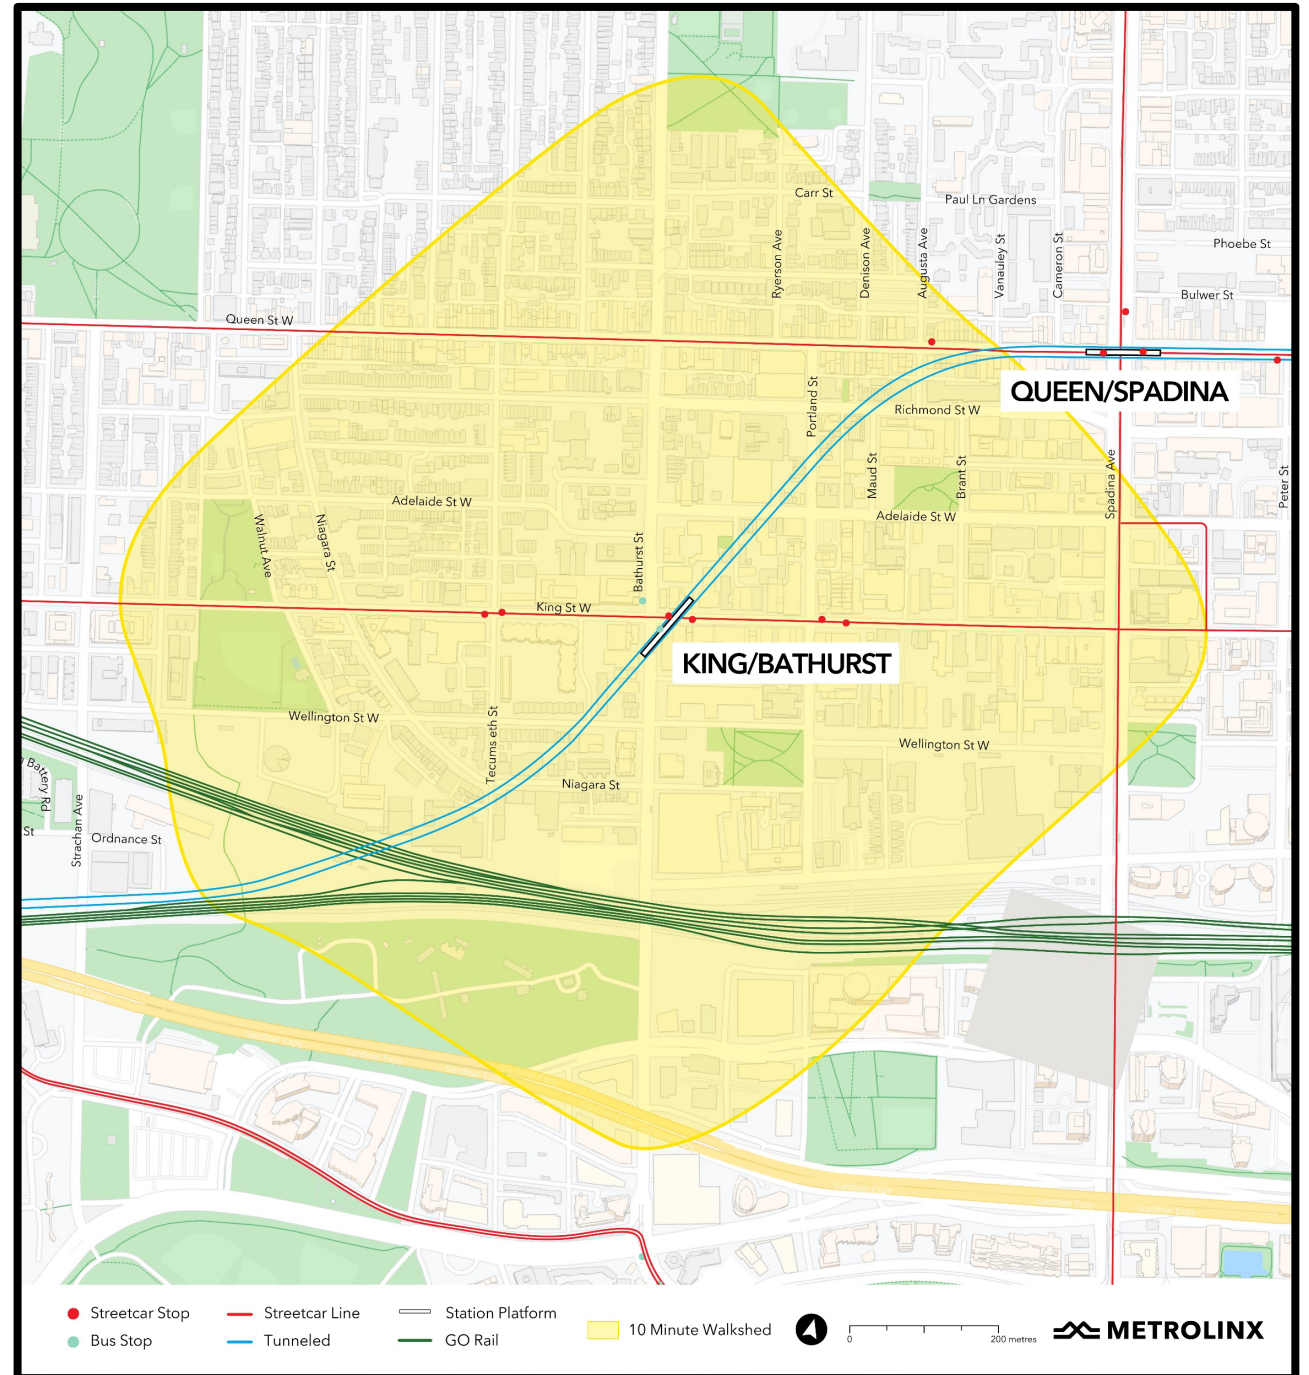 Carr St
Paul Ln Gardens
Ryerson Ave
Denison Ave
Augusta Ave
Vanauley St
Cameron St
Phoebe St
Bulwer St
Queen St W
QUEEN/SPADINA
Portland St
Richmond St W
Maud St
Brant St
Spadina Ave
Peter St
Adelaide St W
Adelaide St W
Walnut Ave
Niagara St
Bathurst St
King St W
KING/BATHURST
Wellington St W
Tecums eth St
Wellington St W
Niagara St
Battery Rd
St
Strachan Ave
Ordnance St
Streetcar Stop
Streetcar Line
Station Platform
Bus Stop
Tunneled
GO Rail
10 Minute Walkshed
0
200 metres
METROLINX